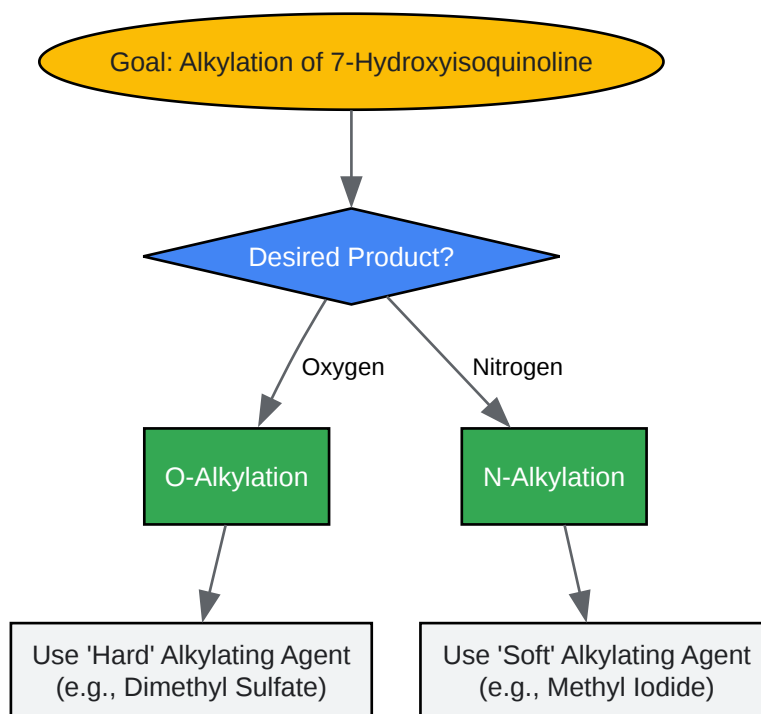 Goal: Alkylation of 7-Hydroxyisoquinoline
Desired Product?
Oxygen
Nitrogen
O-Alkylation
N-Alkylation
Use 'Hard' Alkylating Agent
(e.g., Dimethyl Sulfate)
Use 'Soft' Alkylating Agent
(e.g., Methyl Iodide)